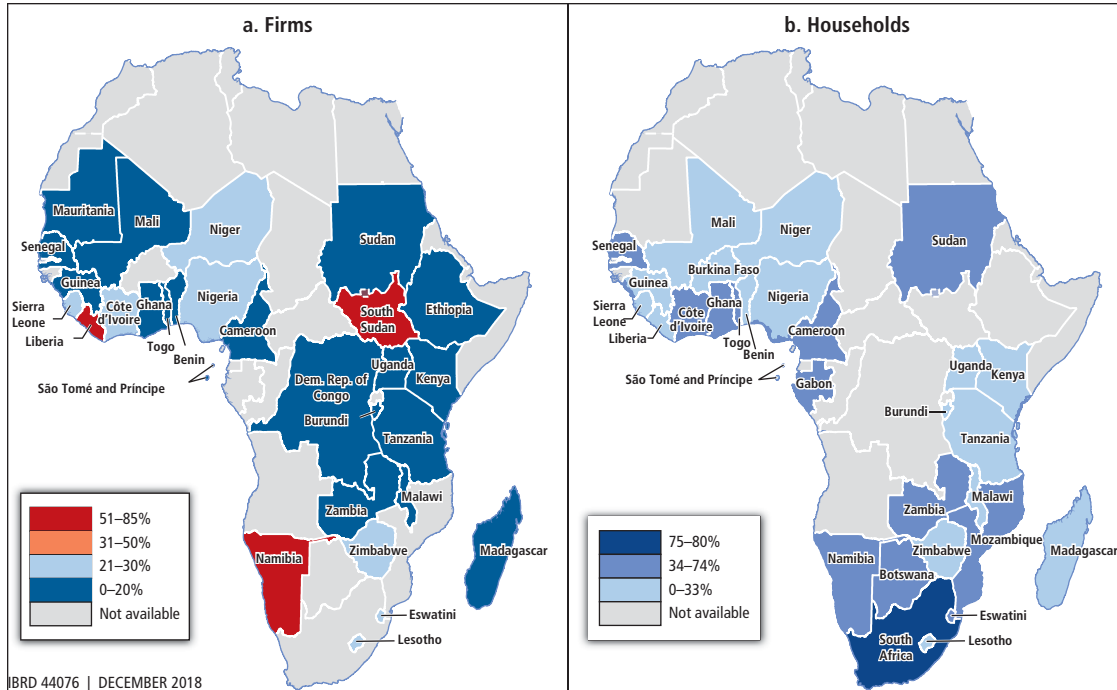 a. Firms
Mauritania
Mali
Niger
Sudan
Senegal
Guinea
Sierra
Leone
Côte
d'Ivoire
Ghana
Nigeria
South
Sudan
Ethiopia
Liberia
Togo
Benin
Cameroon
São Tomé and Príncipe
Uganda
Kenya
Dem. Rep. of
Congo
Burundi
Tanzania
Malawi
Zambia
Namibia
Zimbabwe
Madagascar
Eswatini
Lesotho
51–85%
31–50%
21–30%
0–20%
Not available
IBRD 44076 | DECEMBER 2018
b. Households
Mali
Niger
Sudan
Senegal
Guinea
Burkina Faso
Sierra
Leone
Côte
d'Ivoire
Ghana
Nigeria
Liberia
Togo
Benin
Cameroon
São Tomé and Príncipe
Gabon
Uganda
Kenya
Burundi
Tanzania
Malawi
Zambia
Mozambique
Namibia
Zimbabwe
Botswana
Madagascar
Eswatini
Lesotho
South
Africa
75–80%
34–74%
0–33%
Not available